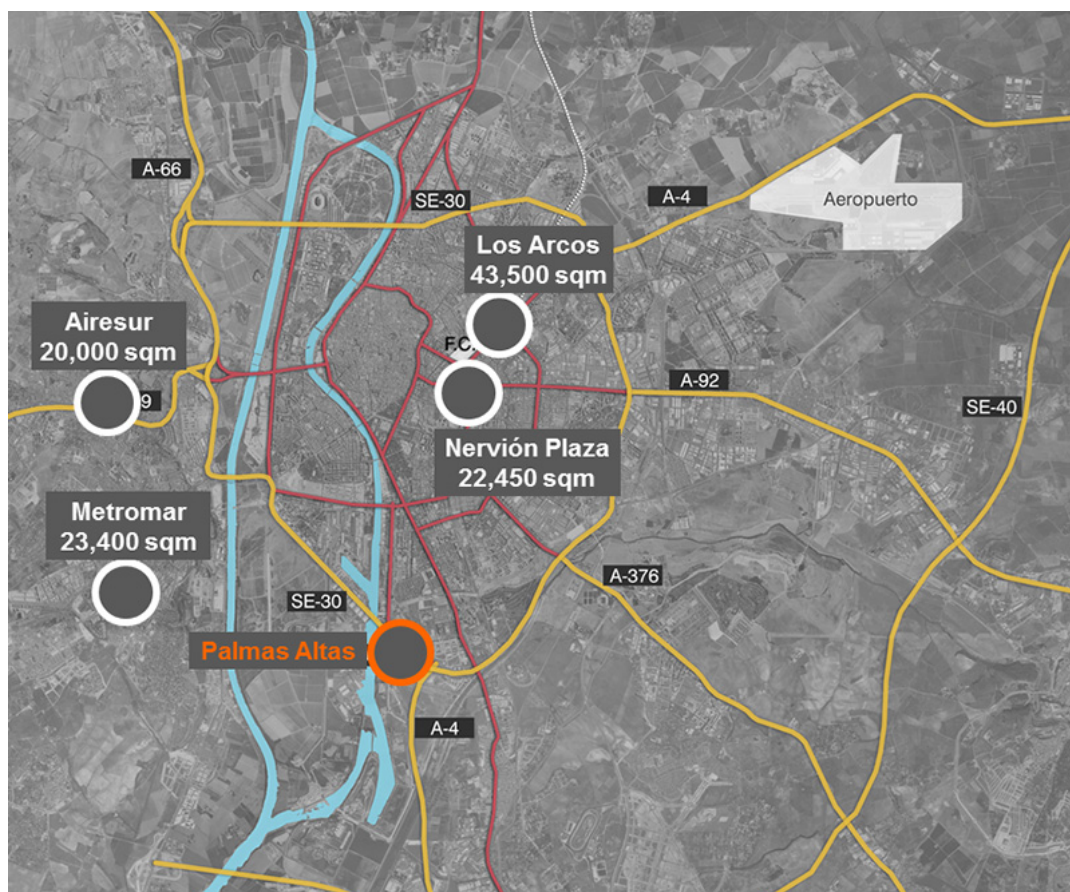 A-66
SE-30
A-4
Aeropuerto
Los Arcos
43,500 sqm
Airesur
20,000 sqm
F.C.
9
A-92
SE-40
Nervión Plaza
22,450 sqm
Metromar
23,400 sqm
A-376
SE-30
Palmas Altas
A-4